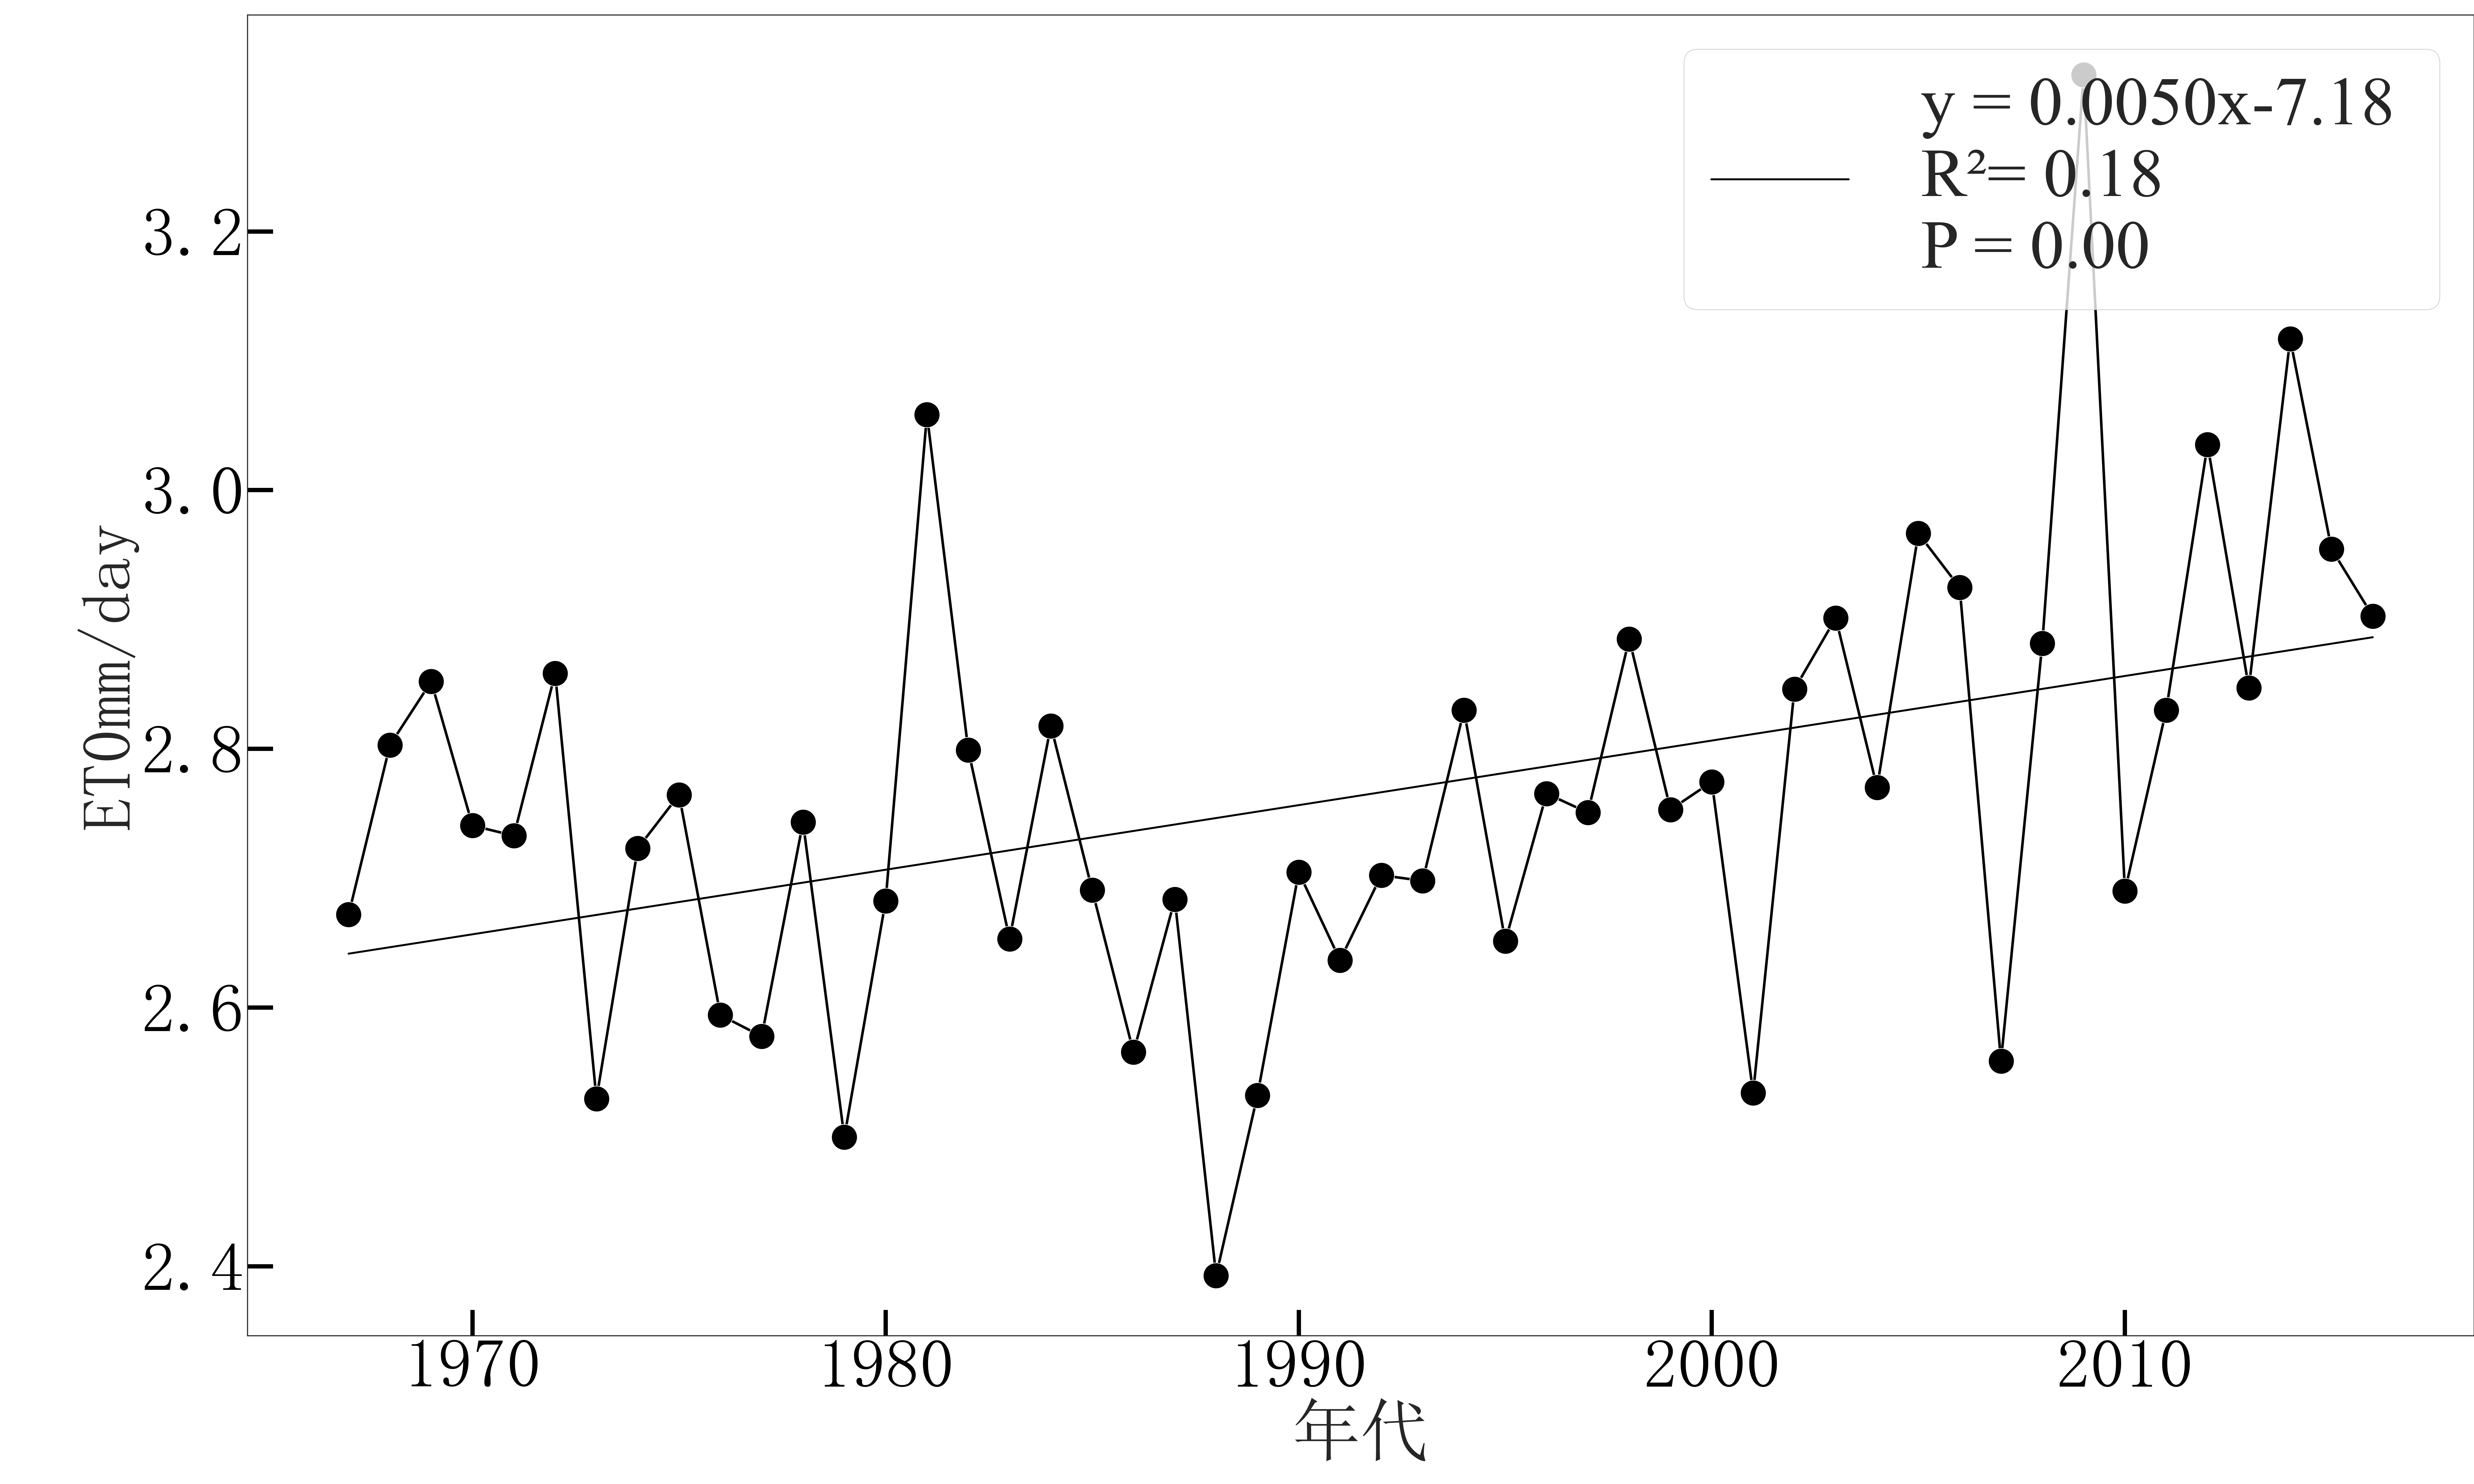 y = 0.0050x-7.18
R²= 0.18
P = 0.00
3.2
3.0
2.8
2.6
2.4
ET0mm/day
1970 1980 1990 2000 2010
年代